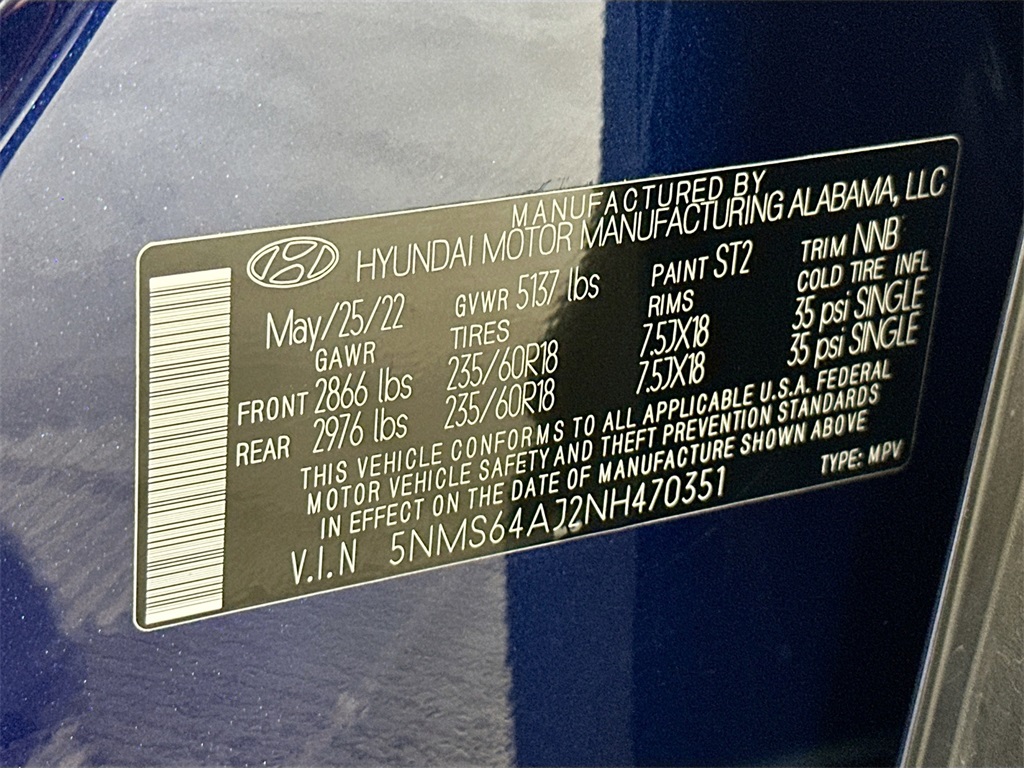 MANUFACTURED BY
HYUNDAI MOTOR MANUFACTURING ALABAMA, LLC
May/25/22 GVWR 5137 lbs PAINT ST2 TRIM NNB
GAWR TIRES RIMS COLD TIRE INFL
FRONT 2866 lbs 235/60R18 7.5JX18 35 psi SINGLE
REAR 2976 lbs 235/60R18 7.5JX18 35 psi SINGLE
THIS VEHICLE CONFORMS TO ALL APPLICABLE U.S.A. FEDERAL
MOTOR VEHICLE SAFETY AND THEFT PREVENTION STANDARDS
IN EFFECT ON THE DATE OF MANUFACTURE SHOWN ABOVE
V.I.N 5NMS64AJ2NH470351 TYPE: MPV